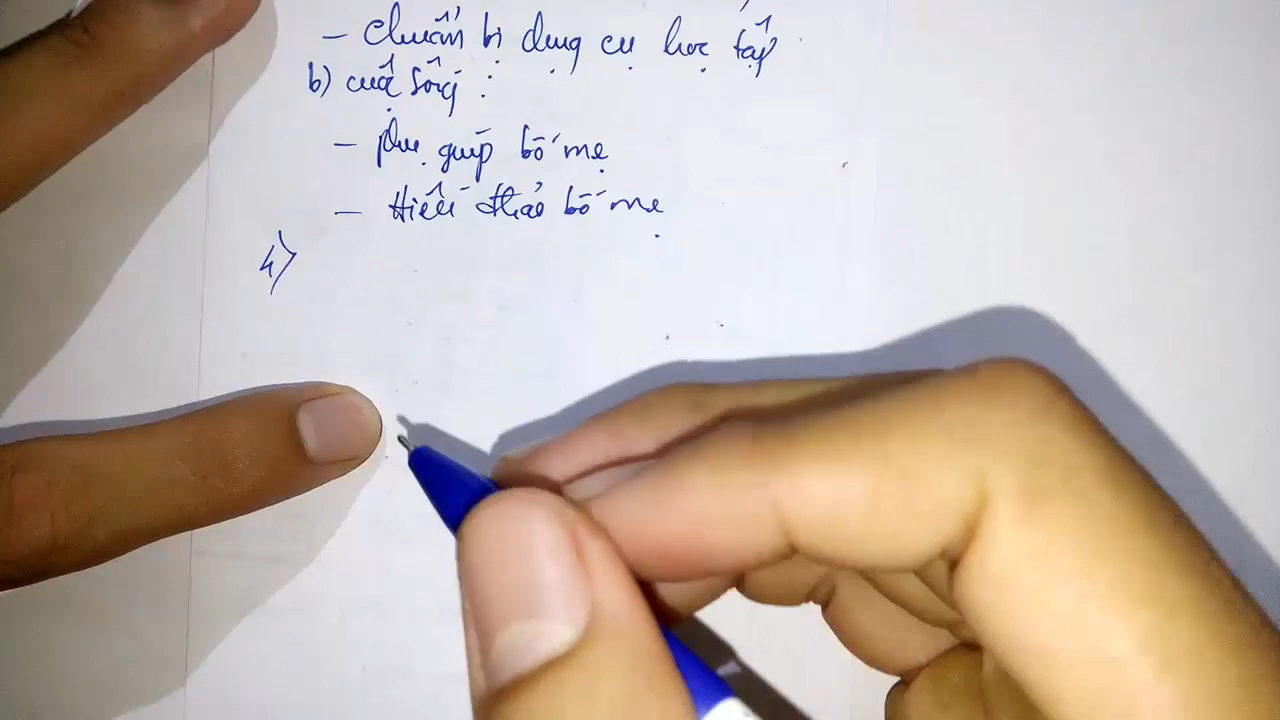 - chuẩn bị dụng cụ học tập
b) cuộc sống :
- phụ giúp bố mẹ
- Hiếu thảo bố mẹ
4)